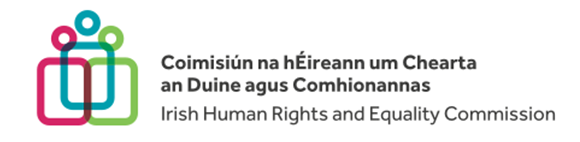 Coimisiún na hÉireann um Chearta
an Duine agus Comhionannas
Irish Human Rights and Equality Commission